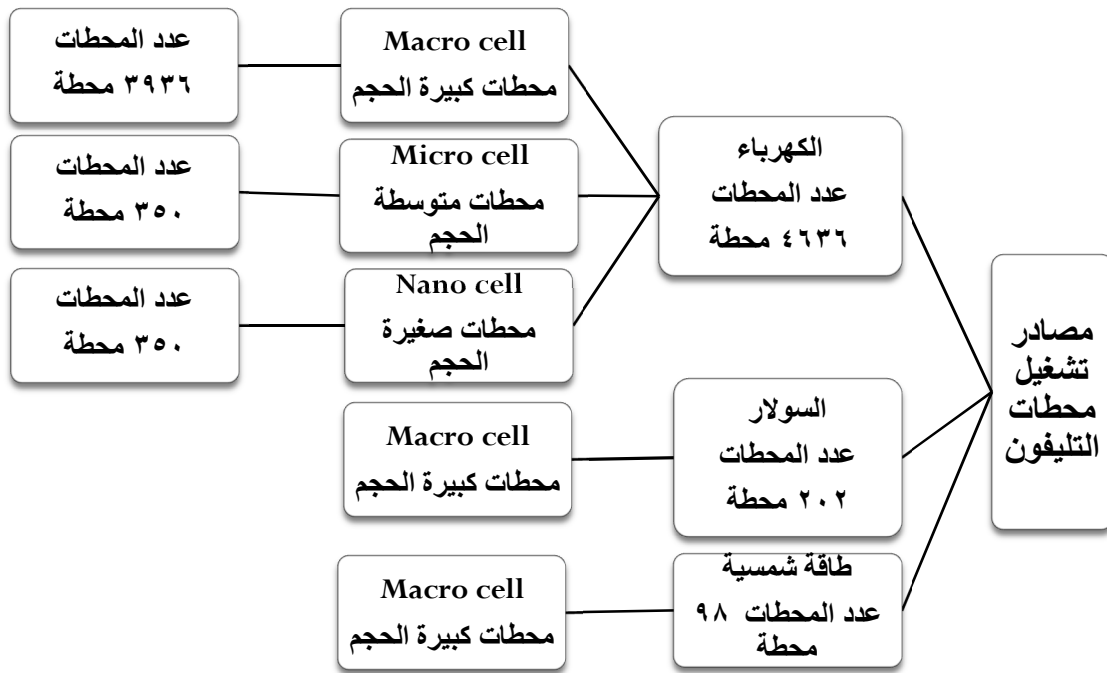 مصادر
تشغيل
محطات
التليفون
الكهرباء
عدد المحطات
٤٦٣٦ محطة
Macro cell
محطات كبيرة الحجم
عدد المحطات
٣٩٣٦ محطة
Micro cell
محطات متوسطة
الحجم
عدد المحطات
٣٥٠ محطة
Nano cell
محطات صغيرة
الحجم
عدد المحطات
٣٥٠ محطة
السولار
عدد المحطات
٢٠٢ محطة
Macro cell
محطات كبيرة الحجم
طاقة شمسية
عدد المحطات ٩٨
محطة
Macro cell
محطات كبيرة الحجم